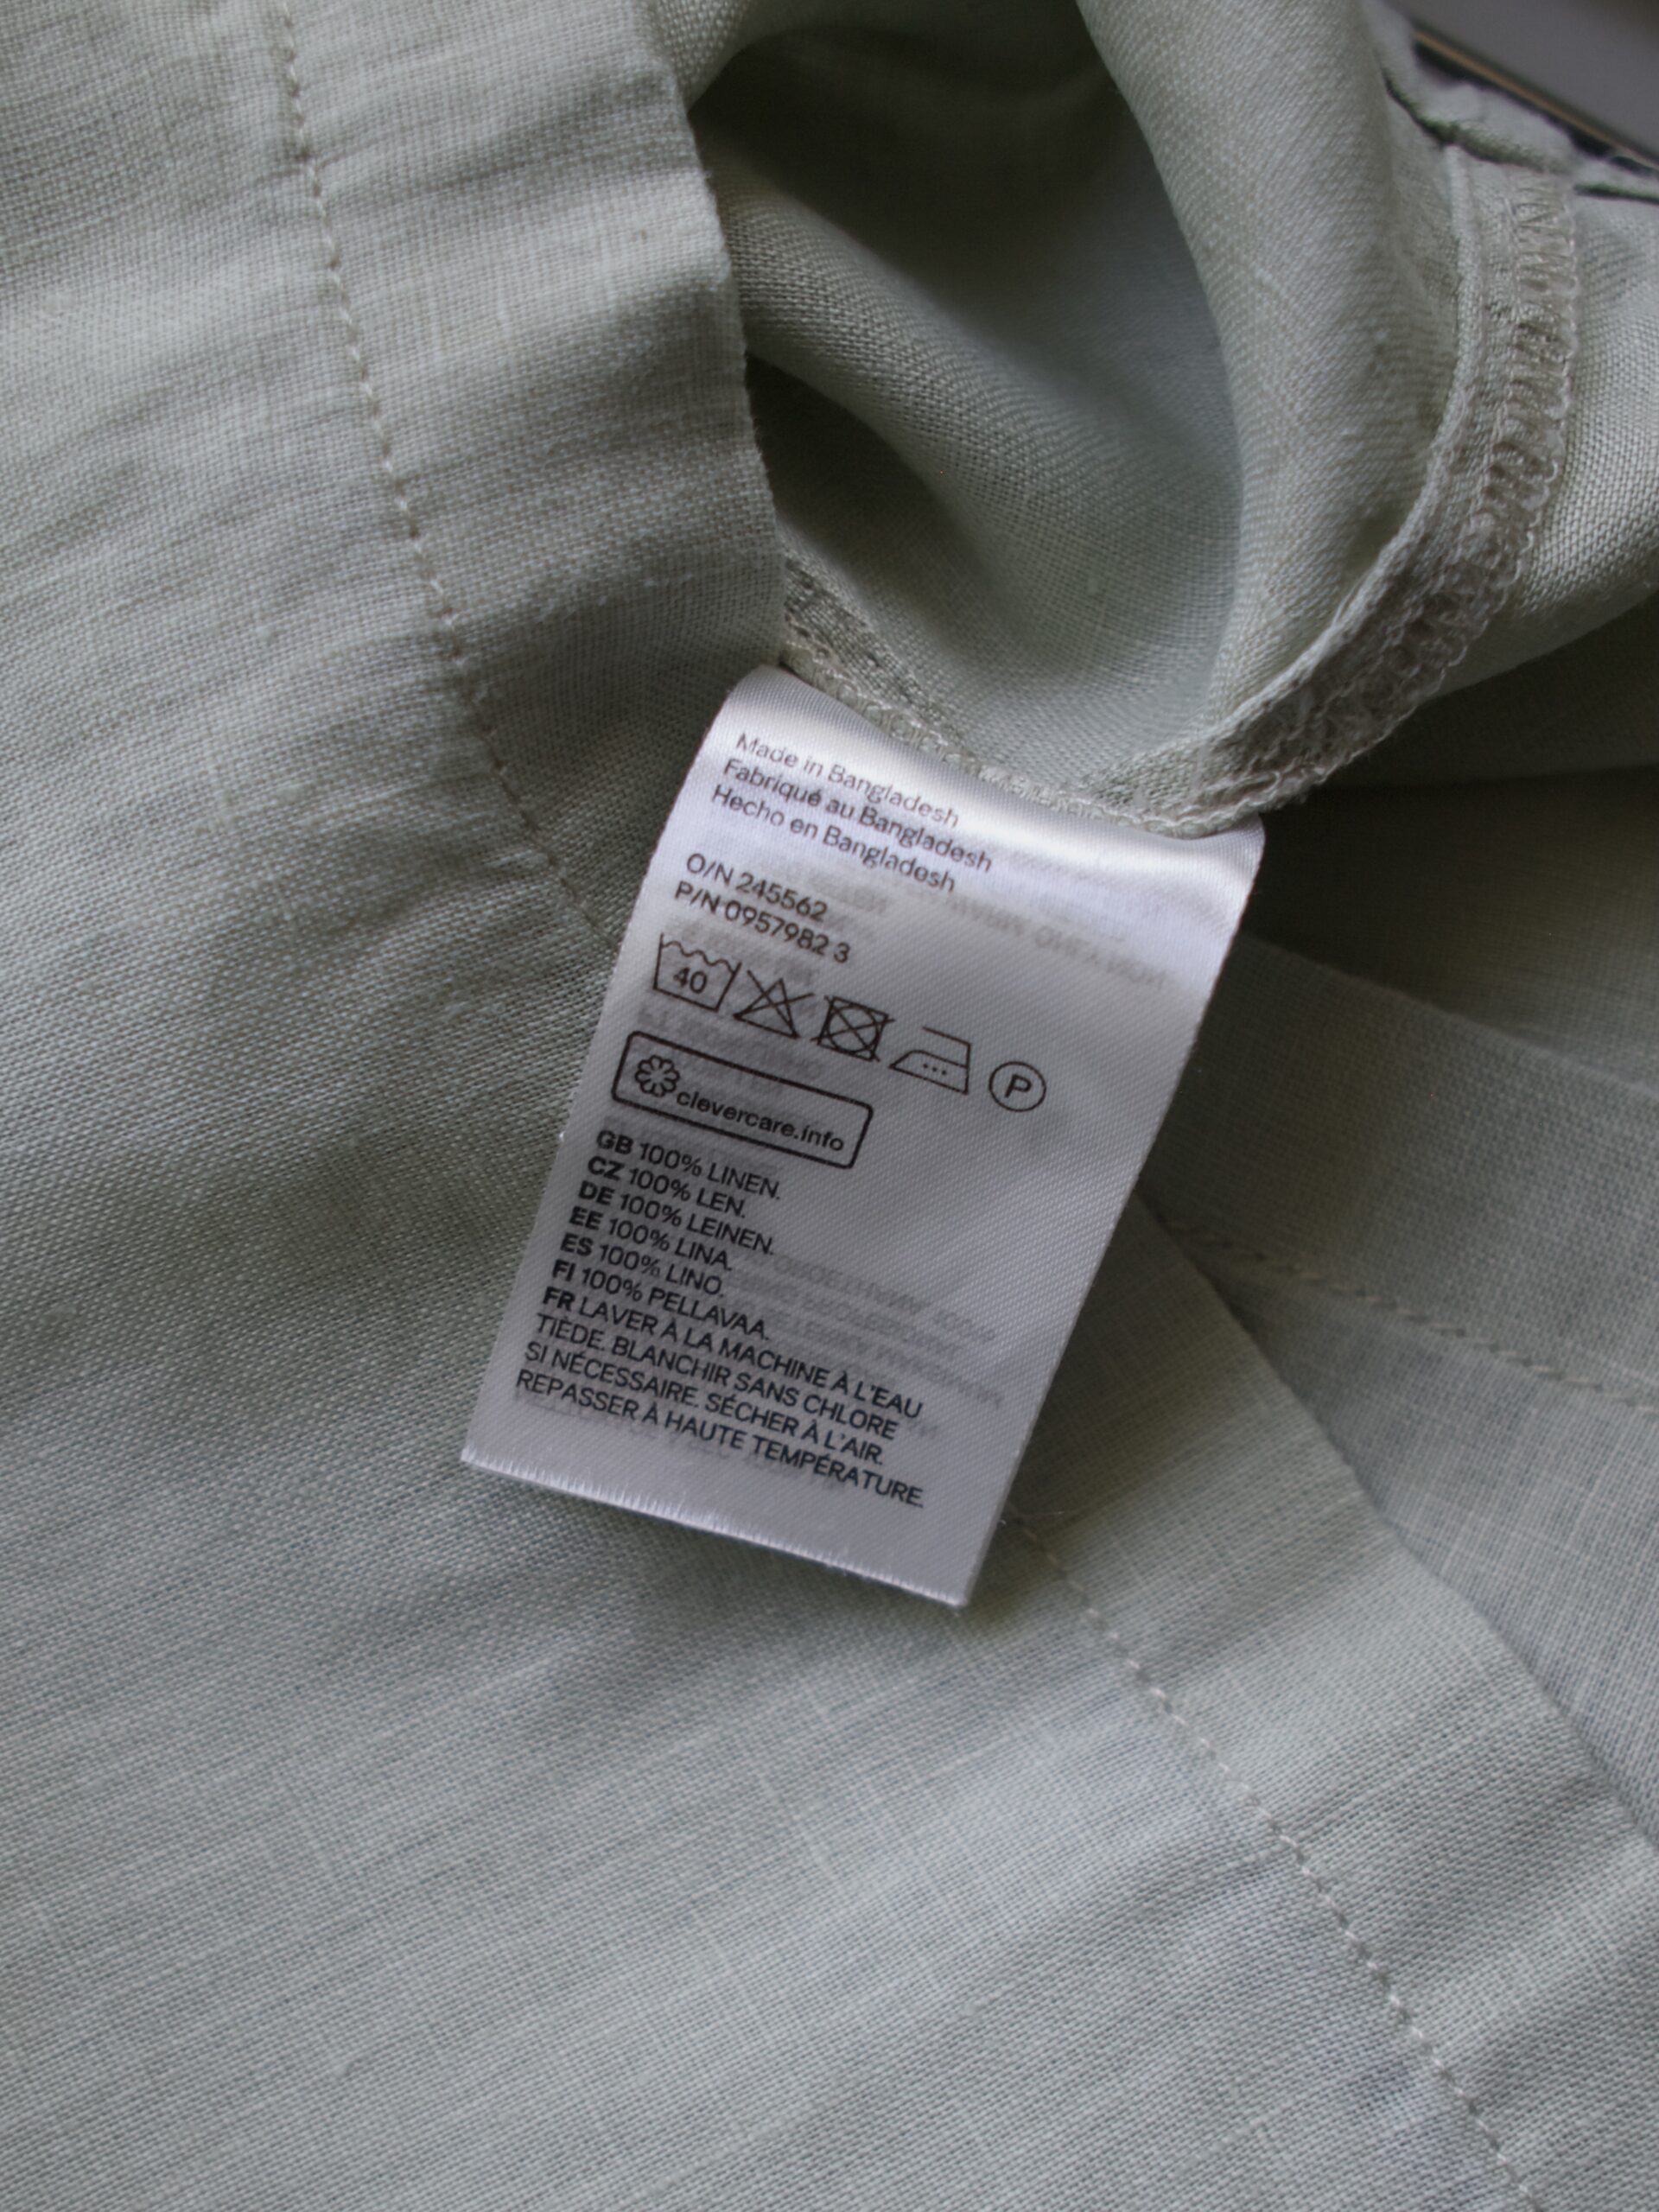 Made in Bangladesh
Fabriqué au Bangladesh
Hecho en Bangladesh
O/N 245562
P/N 0957982 3
40
P
clevercare.info
GB 100% LINEN.
CZ 100% LEN.
DE 100% LEINEN.
EE 100% LINA.
ES 100% LINO.
FI 100% PELLAVAA.
FR LAVER À LA MACHINE À L'EAU
TIÈDE. BLANCHIR SANS CHLORE
SI NÉCESSAIRE. SÉCHER À L'AIR.
REPASSER À HAUTE TEMPÉRATURE.